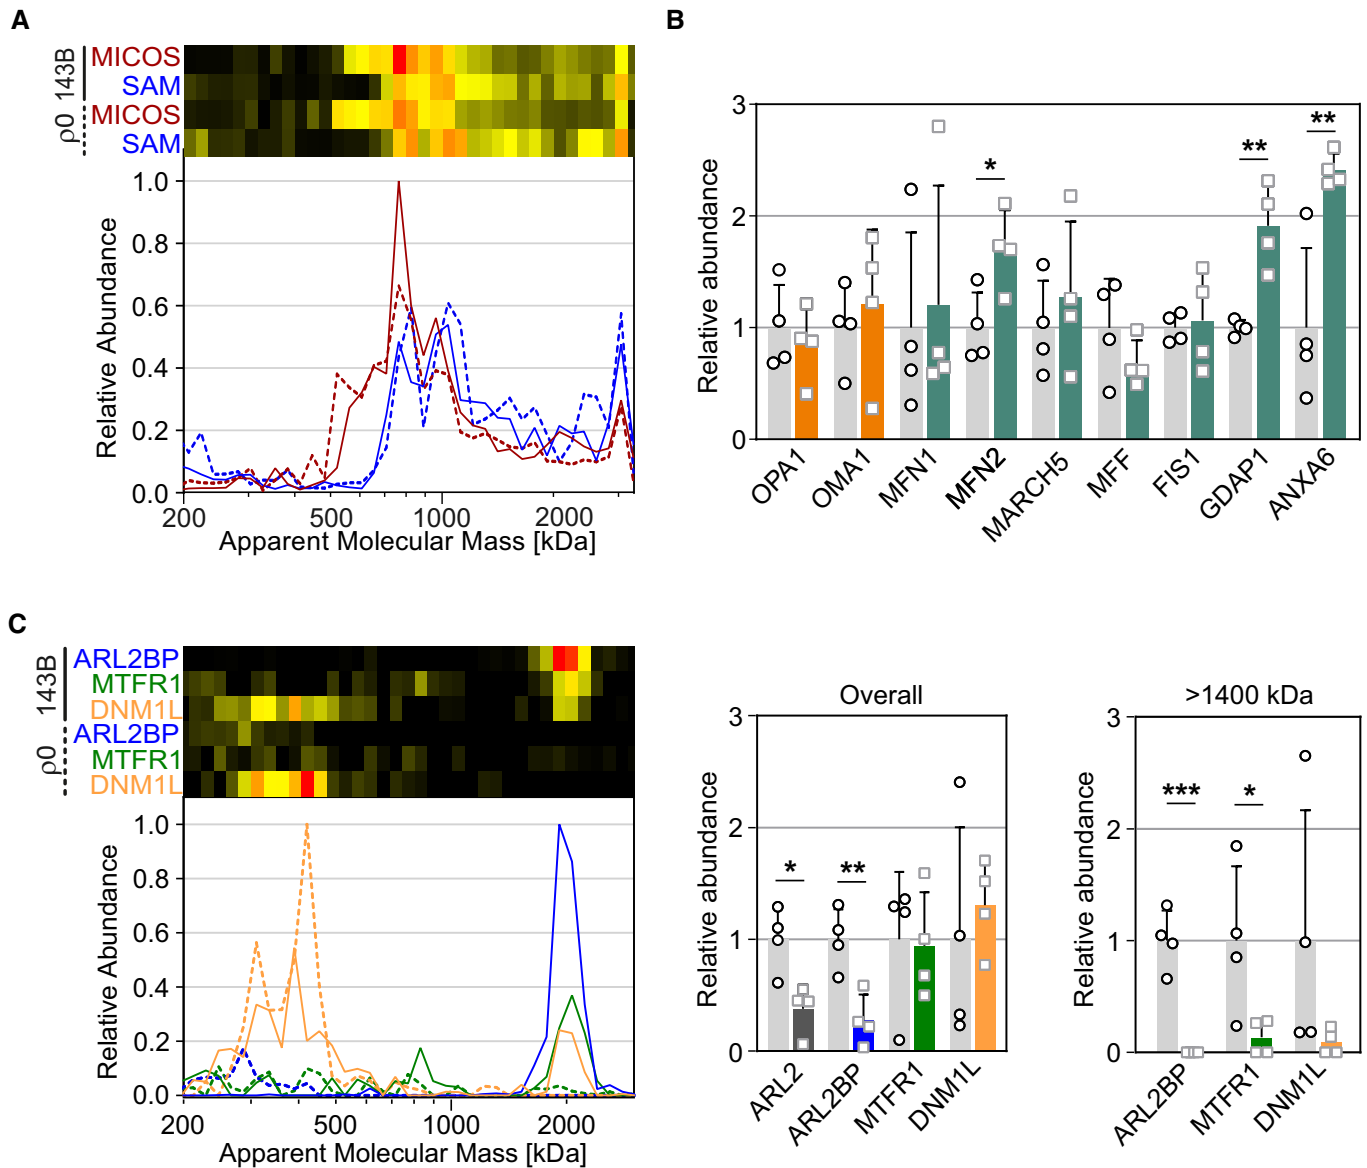 A
143B
ρ0
MICOS
SAM
MICOS
SAM
Relative Abundance
1.0
0.8
0.6
0.4
0.2
0.0
200 500 1000 2000
Apparent Molecular Mass [kDa]
B
Relative abundance
3
2
1
0
* ** **
OPA1 OMA1 MFN1 MFN2 MARCH5 MFF FIS1 GDAP1 ANXA6
C
143B
ρ0
ARL2BP
MTFR1
DNM1L
ARL2BP
MTFR1
DNM1L
Relative Abundance
1.0
0.8
0.6
0.4
0.2
0.0
200 500 1000 2000
Apparent Molecular Mass [kDa]
Overall
Relative abundance
3
2
1
0
* **
ARL2 ARL2BP MTFR1 DNM1L
>1400 kDa
Relative abundance
3
2
1
0
*** *
ARL2BP MTFR1 DNM1L